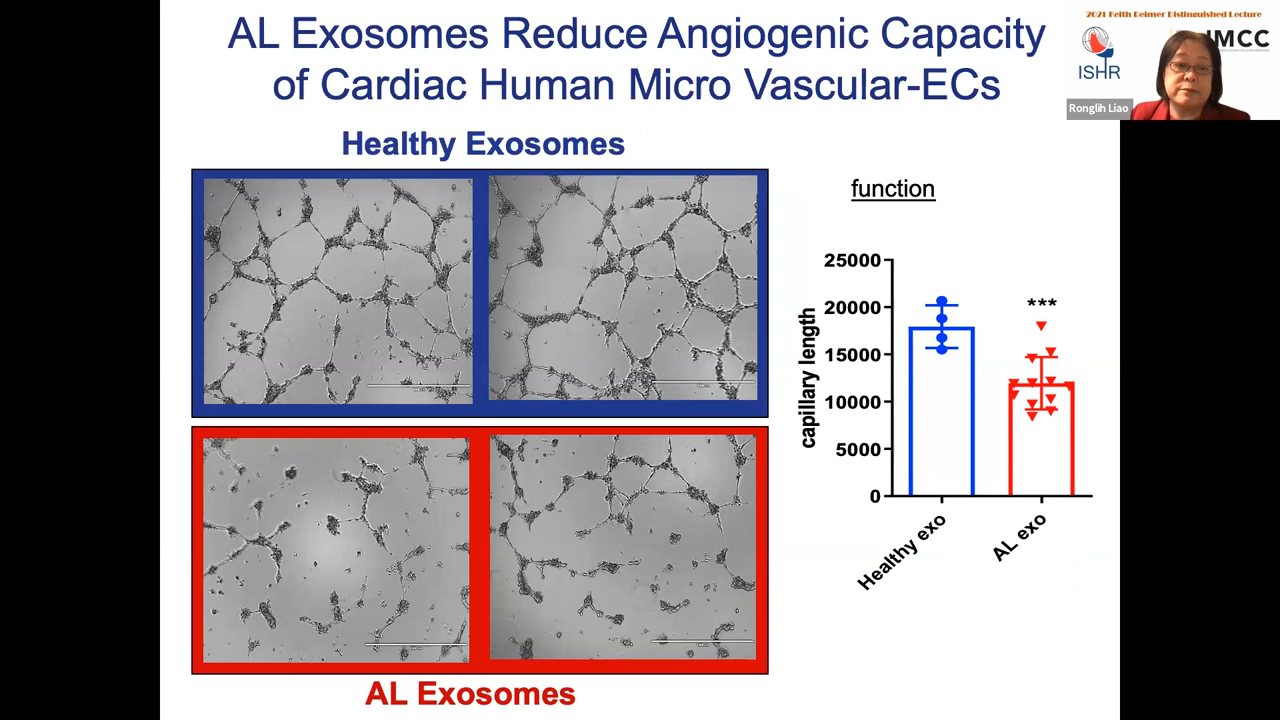 AL Exosomes Reduce Angiogenic Capacity
of Cardiac Human Micro Vascular-ECs
2021 Keith Reimer Distinguished Lecture
ISHR
JMCC
Ronglih Liao
Healthy Exosomes
function
capillary length
25000
20000
15000
10000
5000
0
***
Healthy exo
AL exo
AL Exosomes